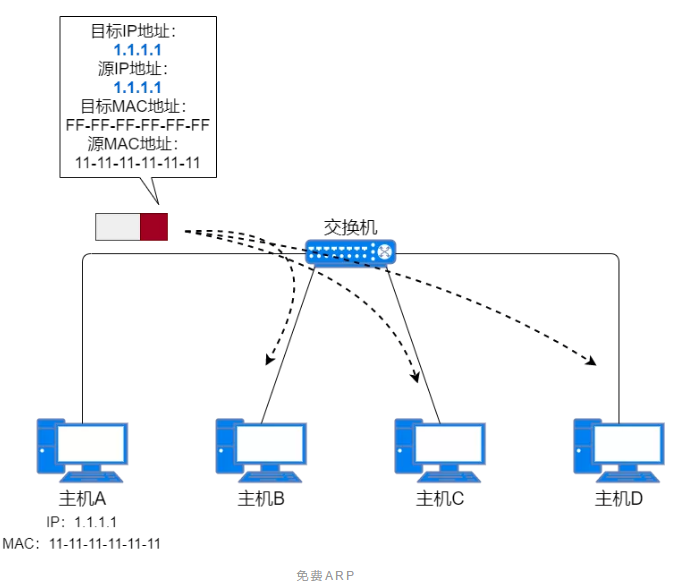 目标IP地址：
1.1.1.1
源IP地址：
1.1.1.1
目标MAC地址：
FF-FF-FF-FF-FF-FF
源MAC地址：
11-11-11-11-11-11
交换机
主机A
主机B
主机C
主机D
IP：1.1.1.1
MAC：11-11-11-11-11-11
免费ARP